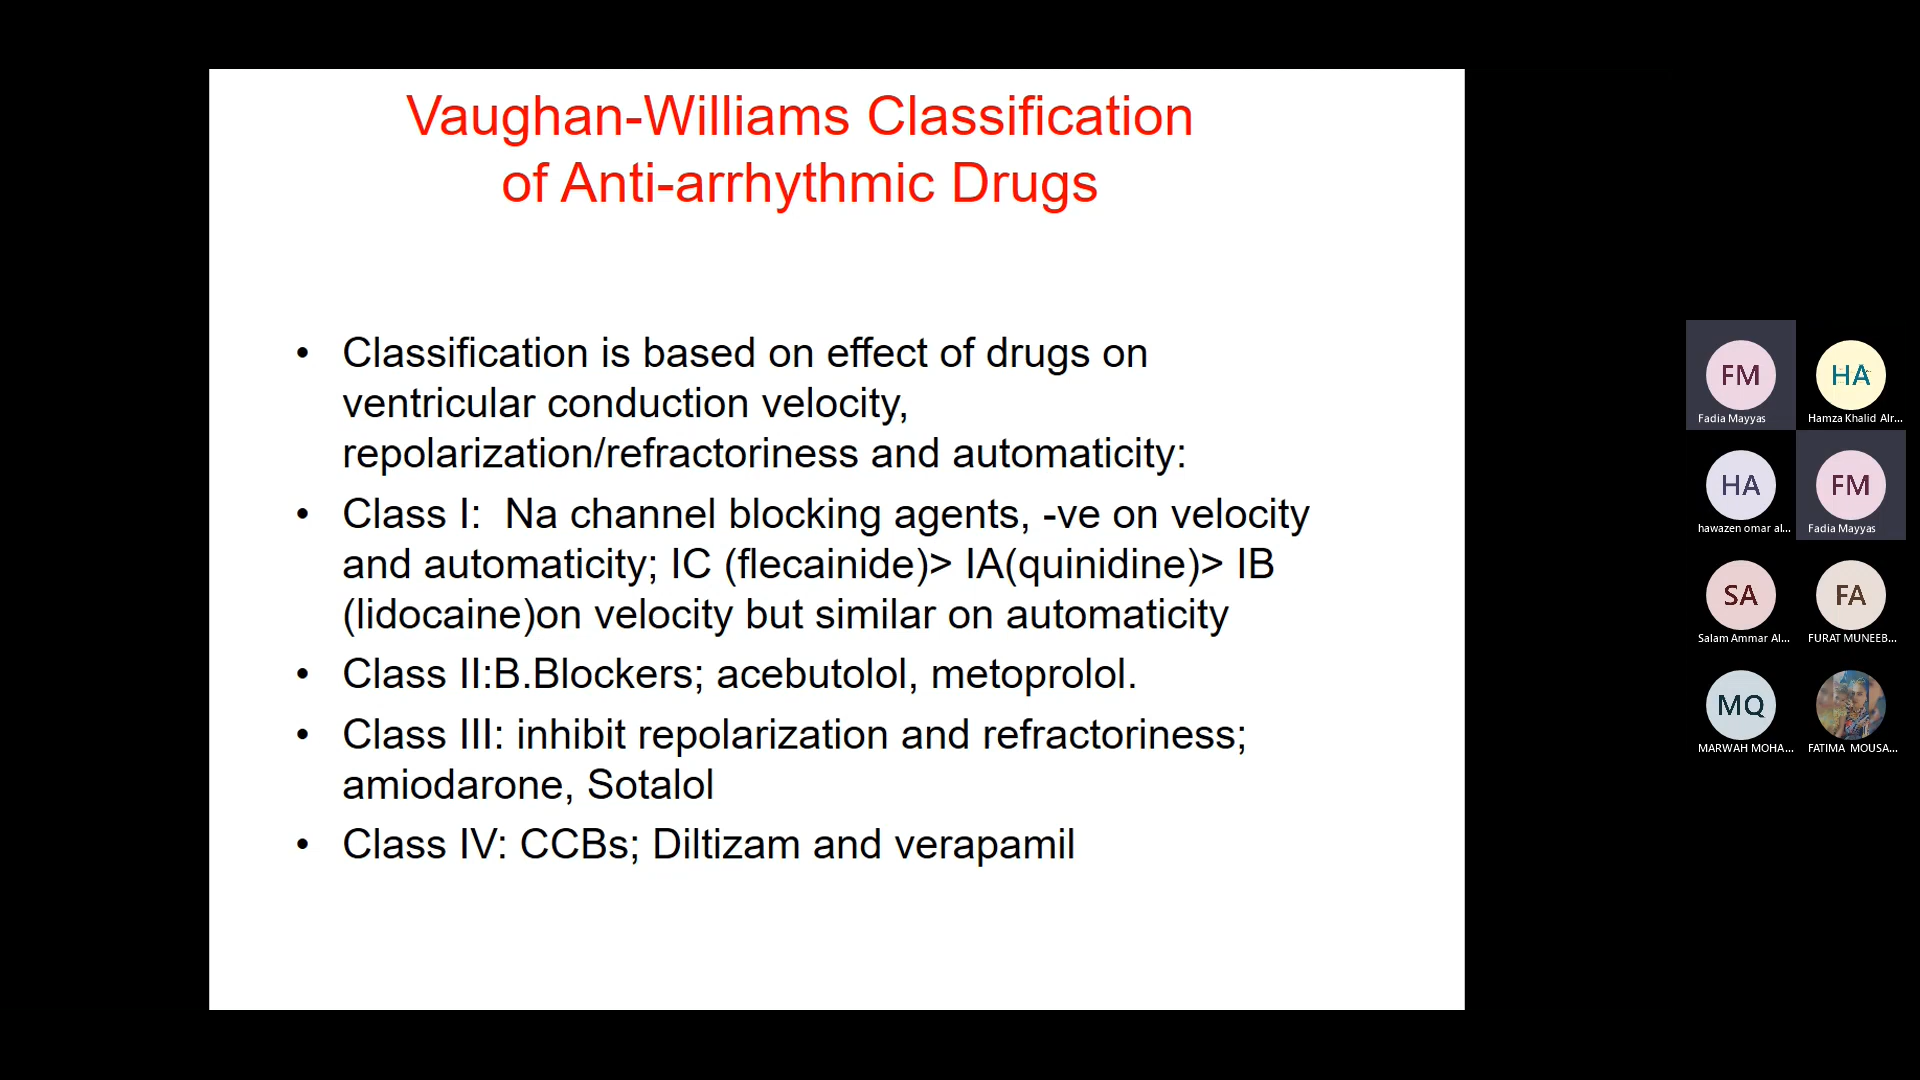 Vaughan-Williams Classification
of Anti-arrhythmic Drugs
• Classification is based on effect of drugs on
ventricular conduction velocity,
repolarization/refractoriness and automaticity:
• Class I:  Na channel blocking agents, -ve on velocity
and automaticity; IC (flecainide)> IA(quinidine)> IB
(lidocaine)on velocity but similar on automaticity
• Class II:B.Blockers; acebutolol, metoprolol.
• Class III: inhibit repolarization and refractoriness;
amiodarone, Sotalol
• Class IV: CCBs; Diltizam and verapamil
FM
Fadia Mayyas
HA
Hamza Khalid Alr...
HA
hawazen omar al...
FM
Fadia Mayyas
SA
Salam Ammar Al...
FA
FURAT MUNEEB...
MQ
MARWAH MOHA...
FATIMA MOUSA...